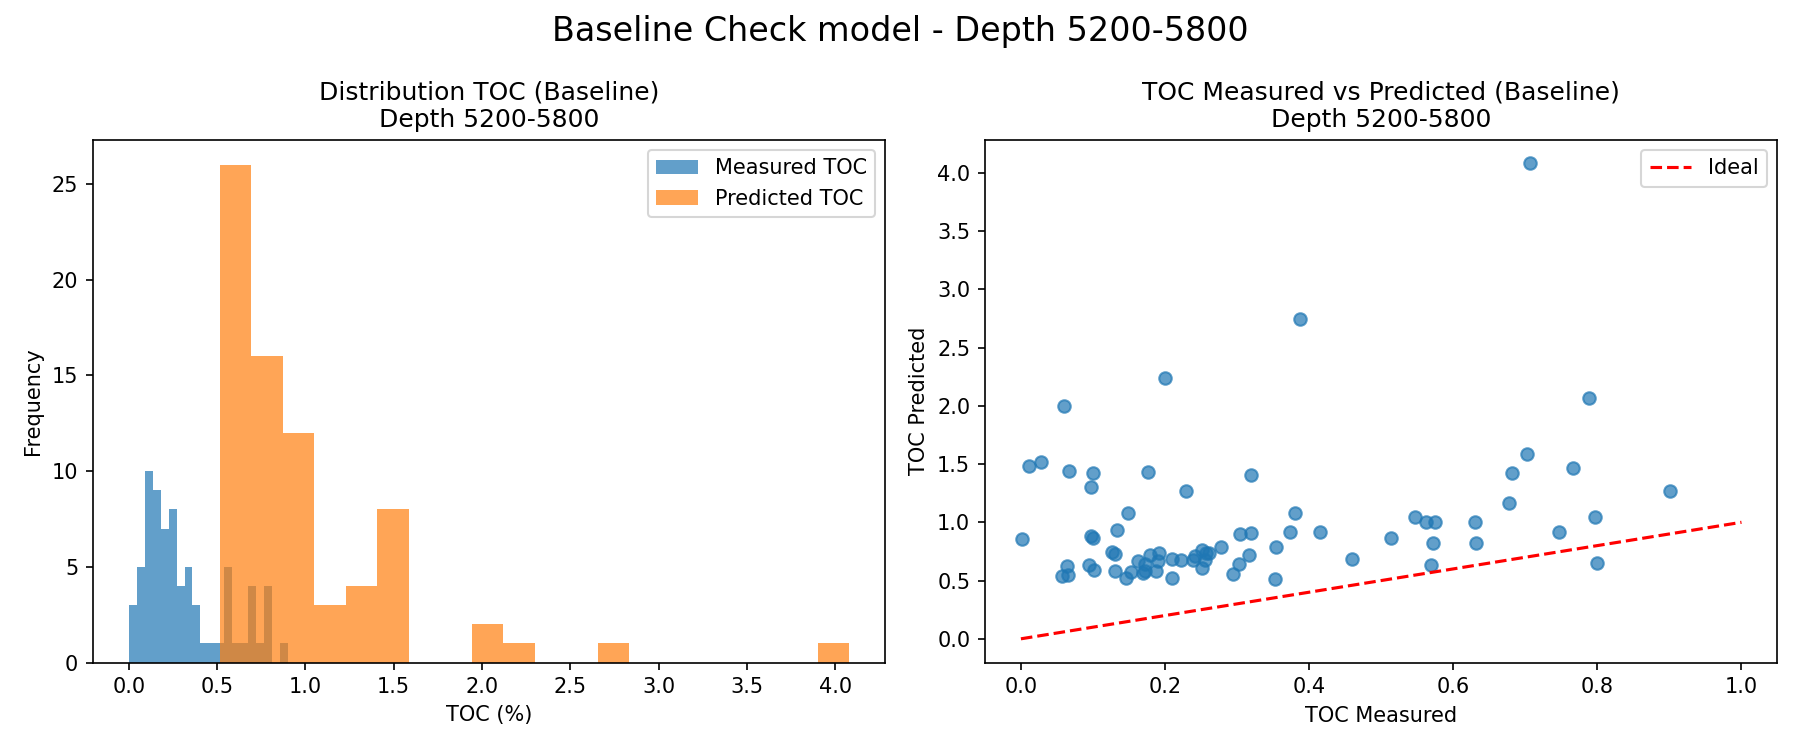 Baseline Check model - Depth 5200-5800
Distribution TOC (Baseline)
Depth 5200-5800
Measured TOC
Predicted TOC
Frequency
25
20
15
10
5
0
0.0 0.5 1.0 1.5 2.0 2.5 3.0 3.5 4.0
TOC (%)
TOC Measured vs Predicted (Baseline)
Depth 5200-5800
Ideal
TOC Predicted
4.0
3.5
3.0
2.5
2.0
1.5
1.0
0.5
0.0
0.0 0.2 0.4 0.6 0.8 1.0
TOC Measured